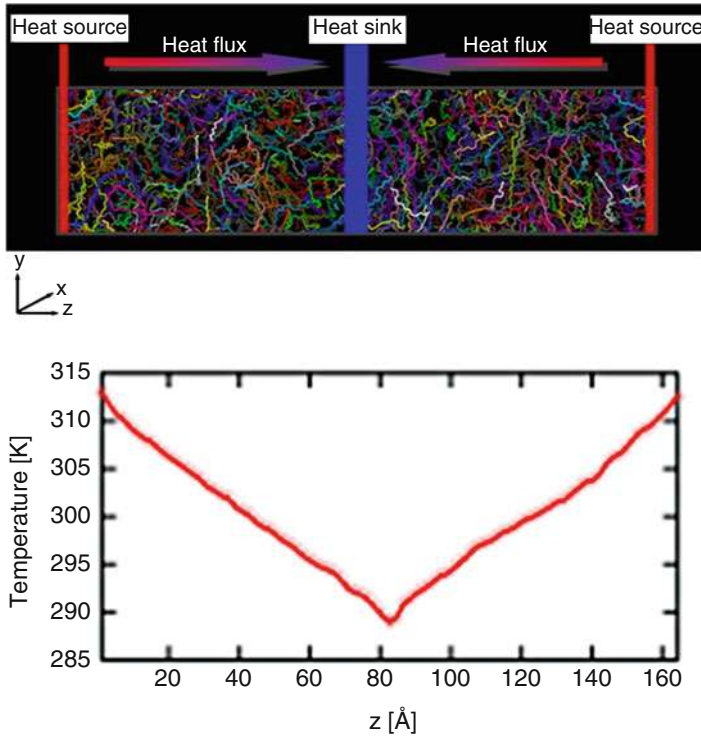 Heat source
Heat sink
Heat source
Heat flux
Heat flux
y
x
z
315
310
305
300
295
290
285
Temperature [K]
20 40 60 80 100 120 140 160
z [Å]